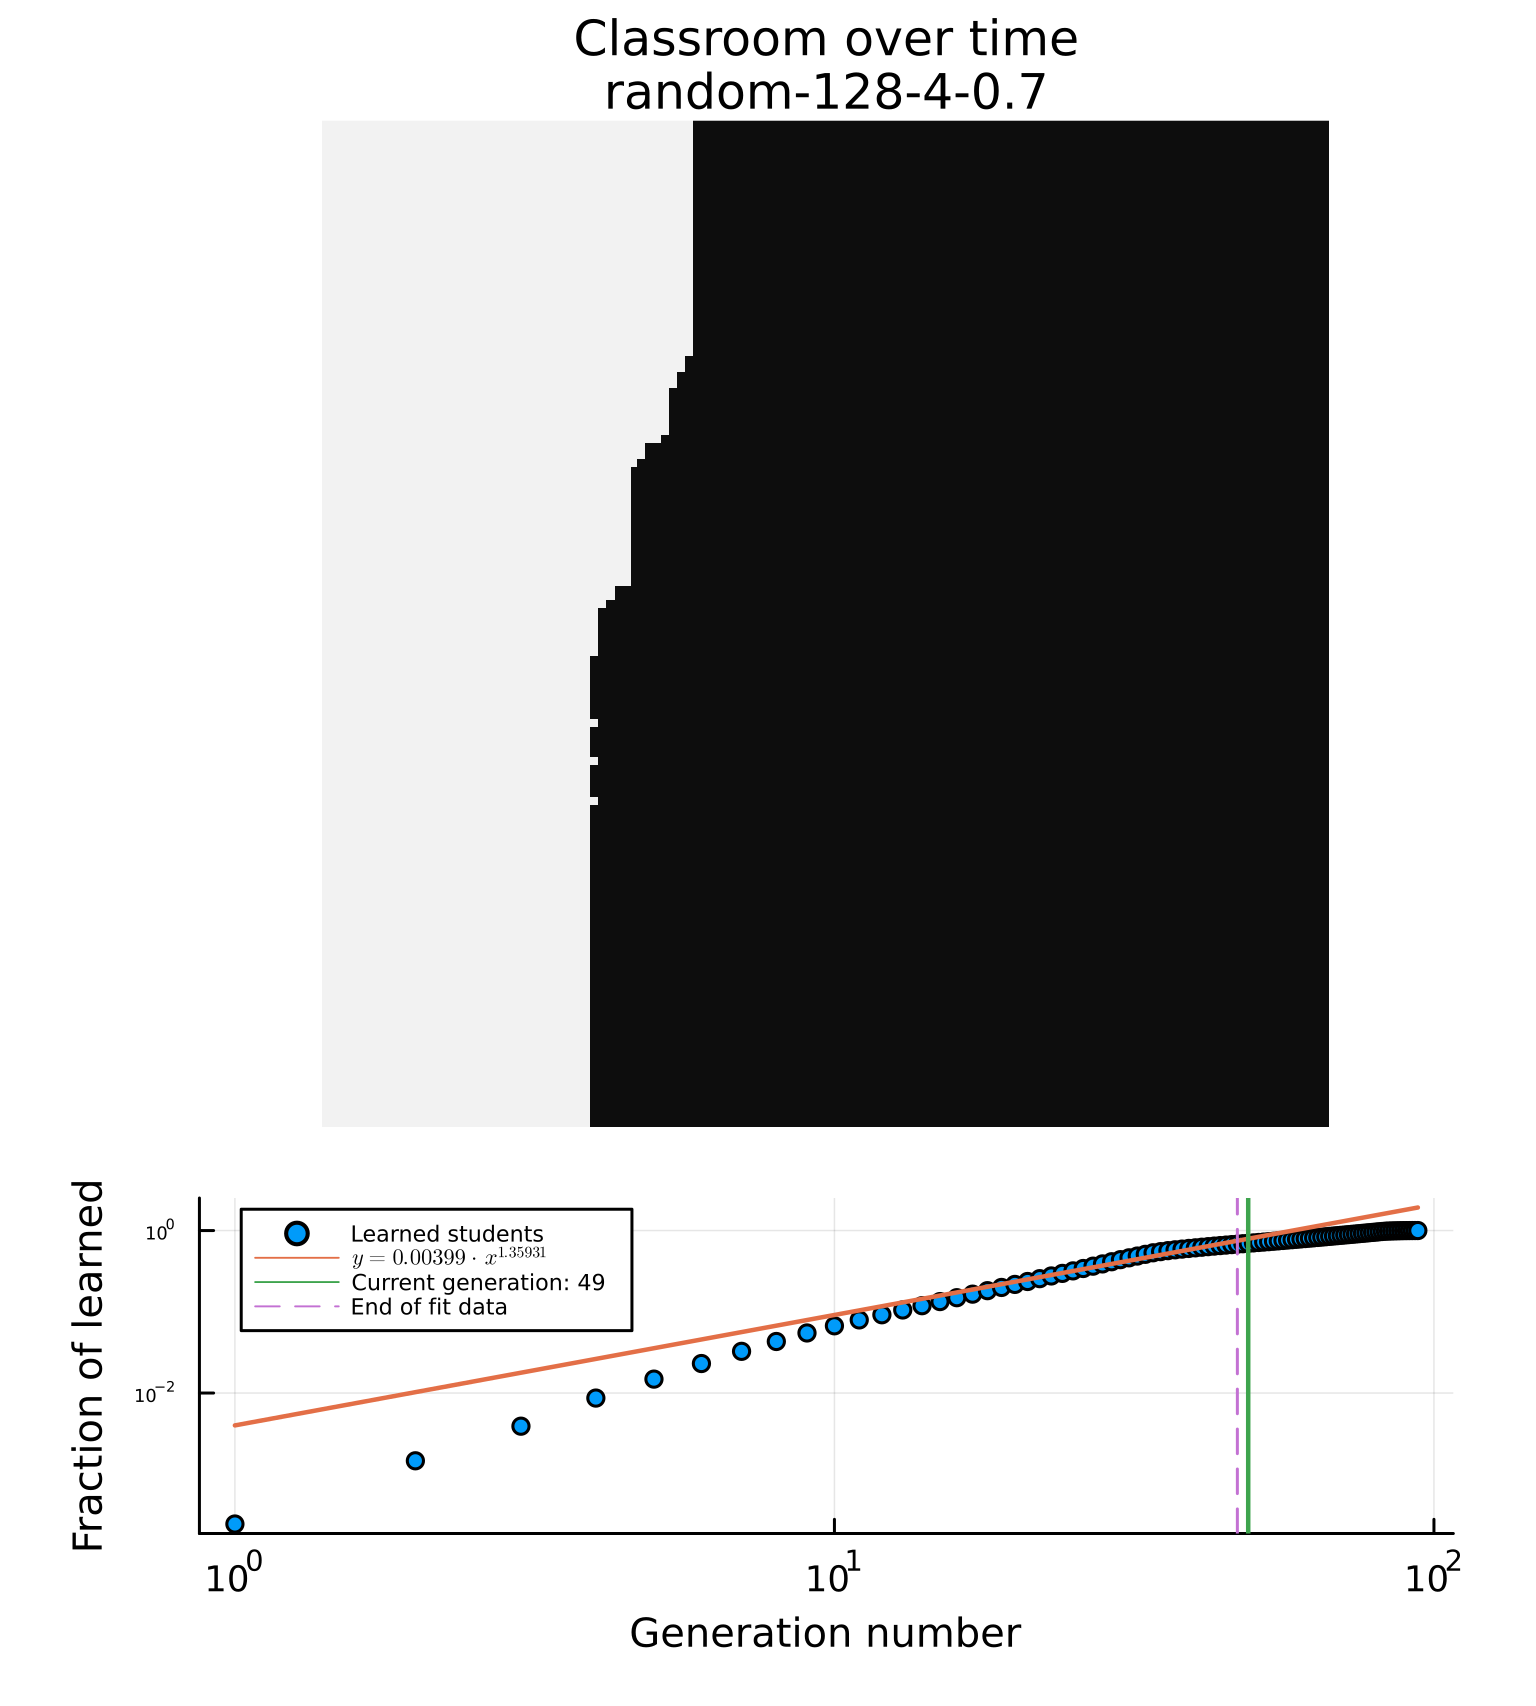 Classroom over time
random-128-4-0.7
Fraction of learned
10⁰
10⁻²
Learned students
y = 0.00399 · x^1.35931
Current generation: 49
End of fit data
10⁰ 10¹ 10²
Generation number